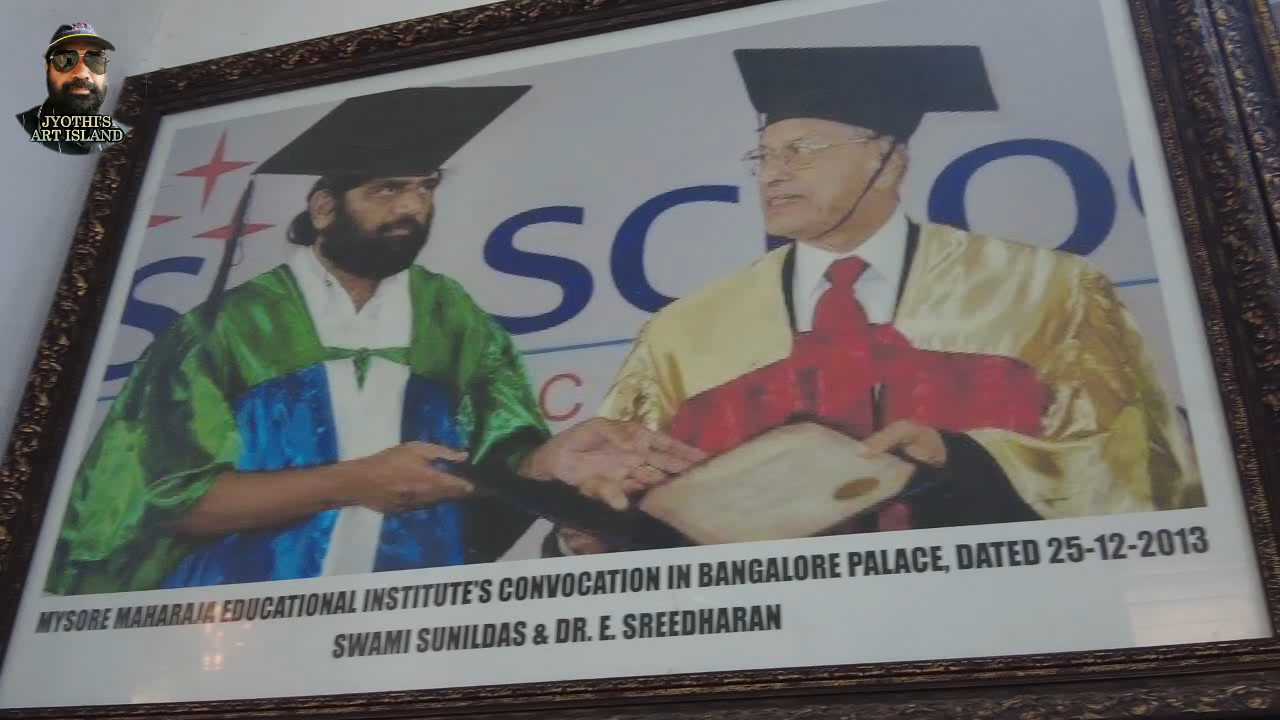 JYOTHI'S
ART ISLAND
S SCHOO
C
MYSORE MAHARAJA EDUCATIONAL INSTITUTE'S CONVOCATION IN BANGALORE PALACE, DATED 25-12-2013
SWAMI SUNILDAS & DR. E. SREEDHARAN